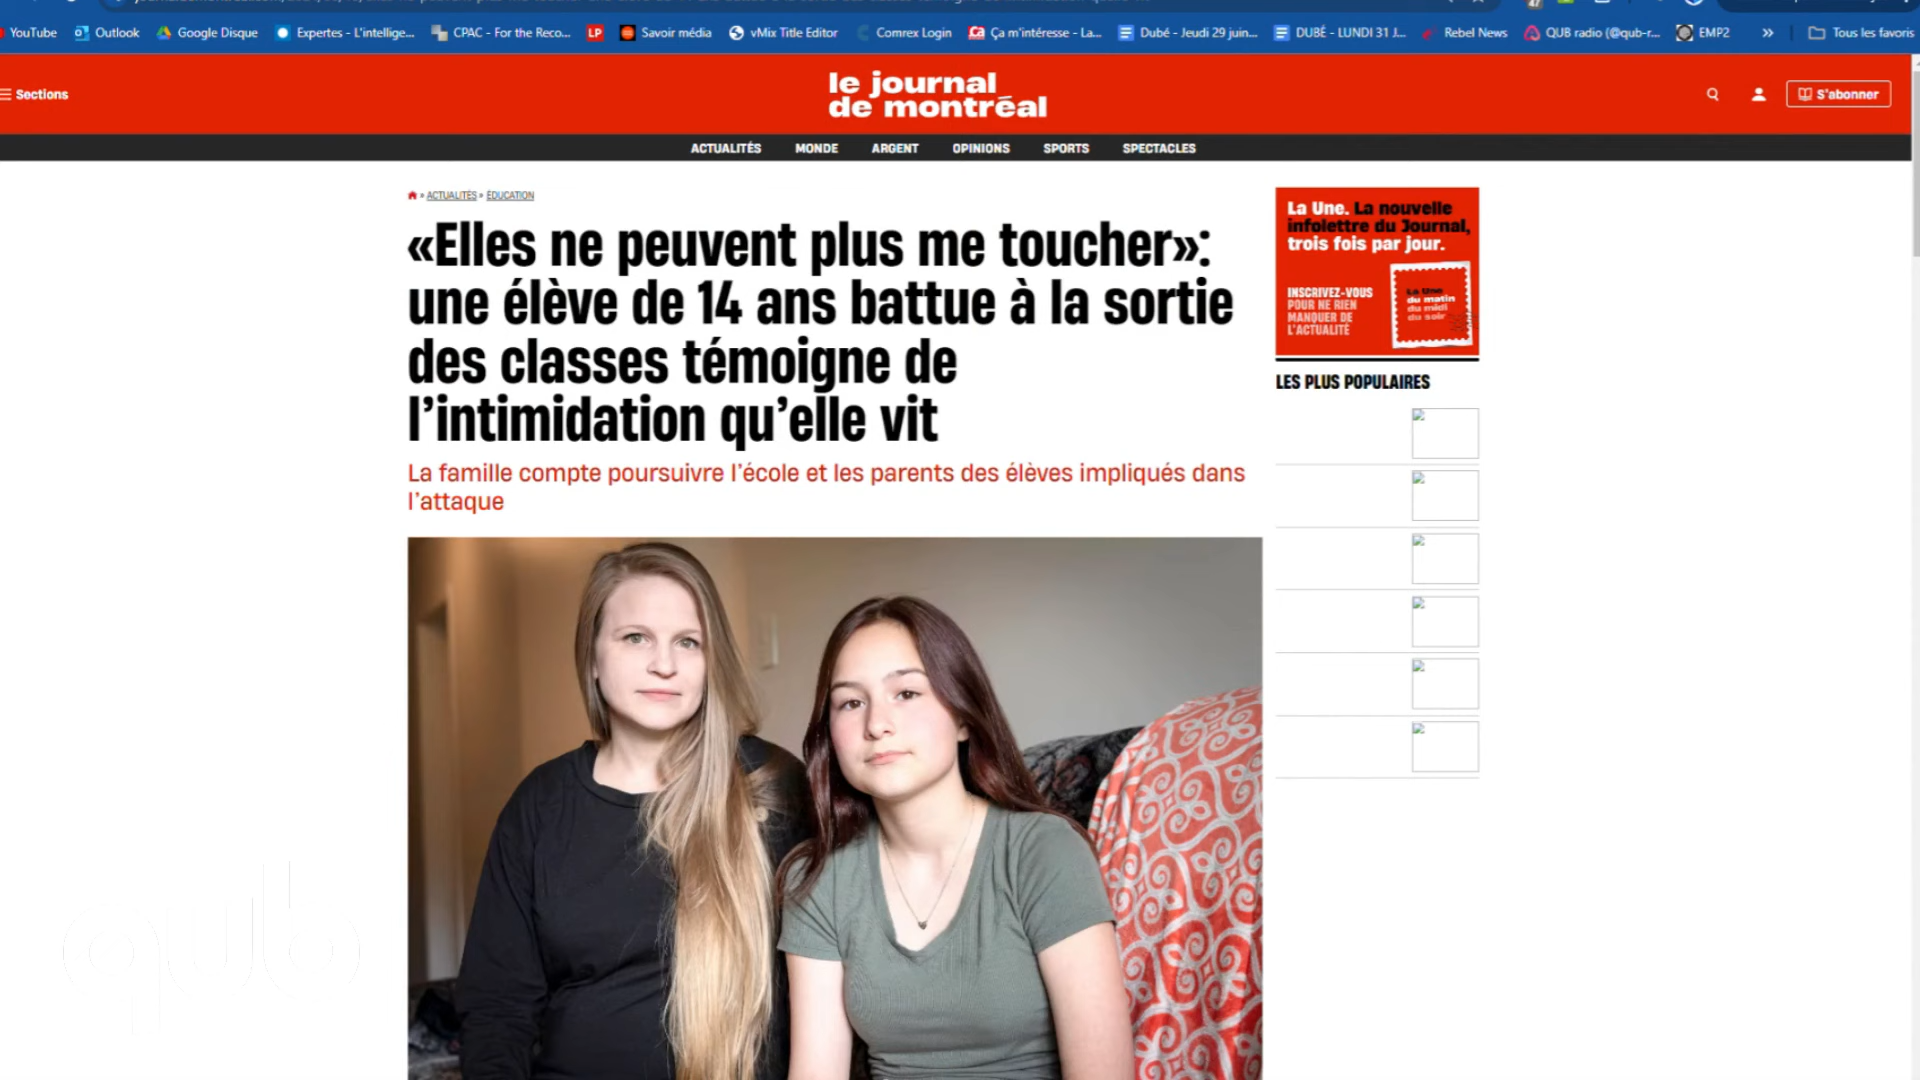 YouTube
Outlook
Google Disque
Expertes - L'intellige...
CPAC - For the Reco...
LP
Savoir média
vMix Title Editor
Comrex Login
Ça m'intéresse - La...
Dubé - Jeudi 29 juin...
DUBÉ - LUNDI 31 J...
Rebel News
QUB radio (@qub-r...
EMP2
»
Tous les favoris
Sections
le journal
de montréal
S'abonner
ACTUALITÉS
MONDE
ARGENT
OPINIONS
SPORTS
SPECTACLES
» ACTUALITÉS » ÉDUCATION
«Elles ne peuvent plus me toucher»:
une élève de 14 ans battue à la sortie
des classes témoigne de
l’intimidation qu’elle vit
La famille compte poursuivre l’école et les parents des élèves impliqués dans
l’attaque
La Une. La nouvelle
infolettre du Journal,
trois fois par jour.
INSCRIVEZ-VOUS
POUR NE RIEN
MANQUER DE
L'ACTUALITÉ
La Une
du matin
du midi
du soir
LES PLUS POPULAIRES
qub